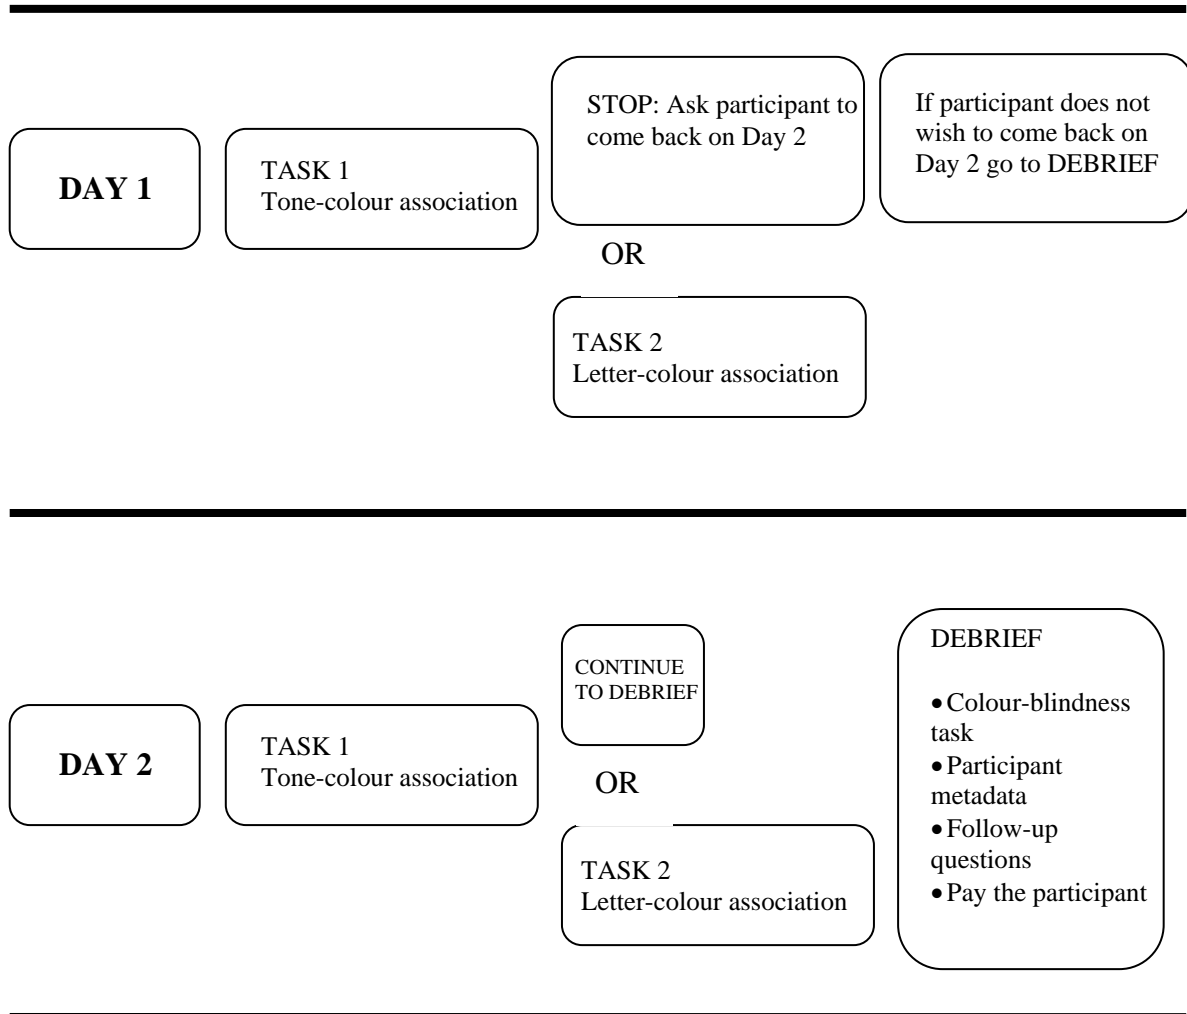 DAY 1
TASK 1
Tone-colour association
STOP: Ask participant to
come back on Day 2
If participant does not
wish to come back on
Day 2 go to DEBRIEF
OR
TASK 2
Letter-colour association
DAY 2
TASK 1
Tone-colour association
CONTINUE
TO DEBRIEF
OR
TASK 2
Letter-colour association
DEBRIEF
• Colour-blindness
task
• Participant
metadata
• Follow-up
questions
• Pay the participant